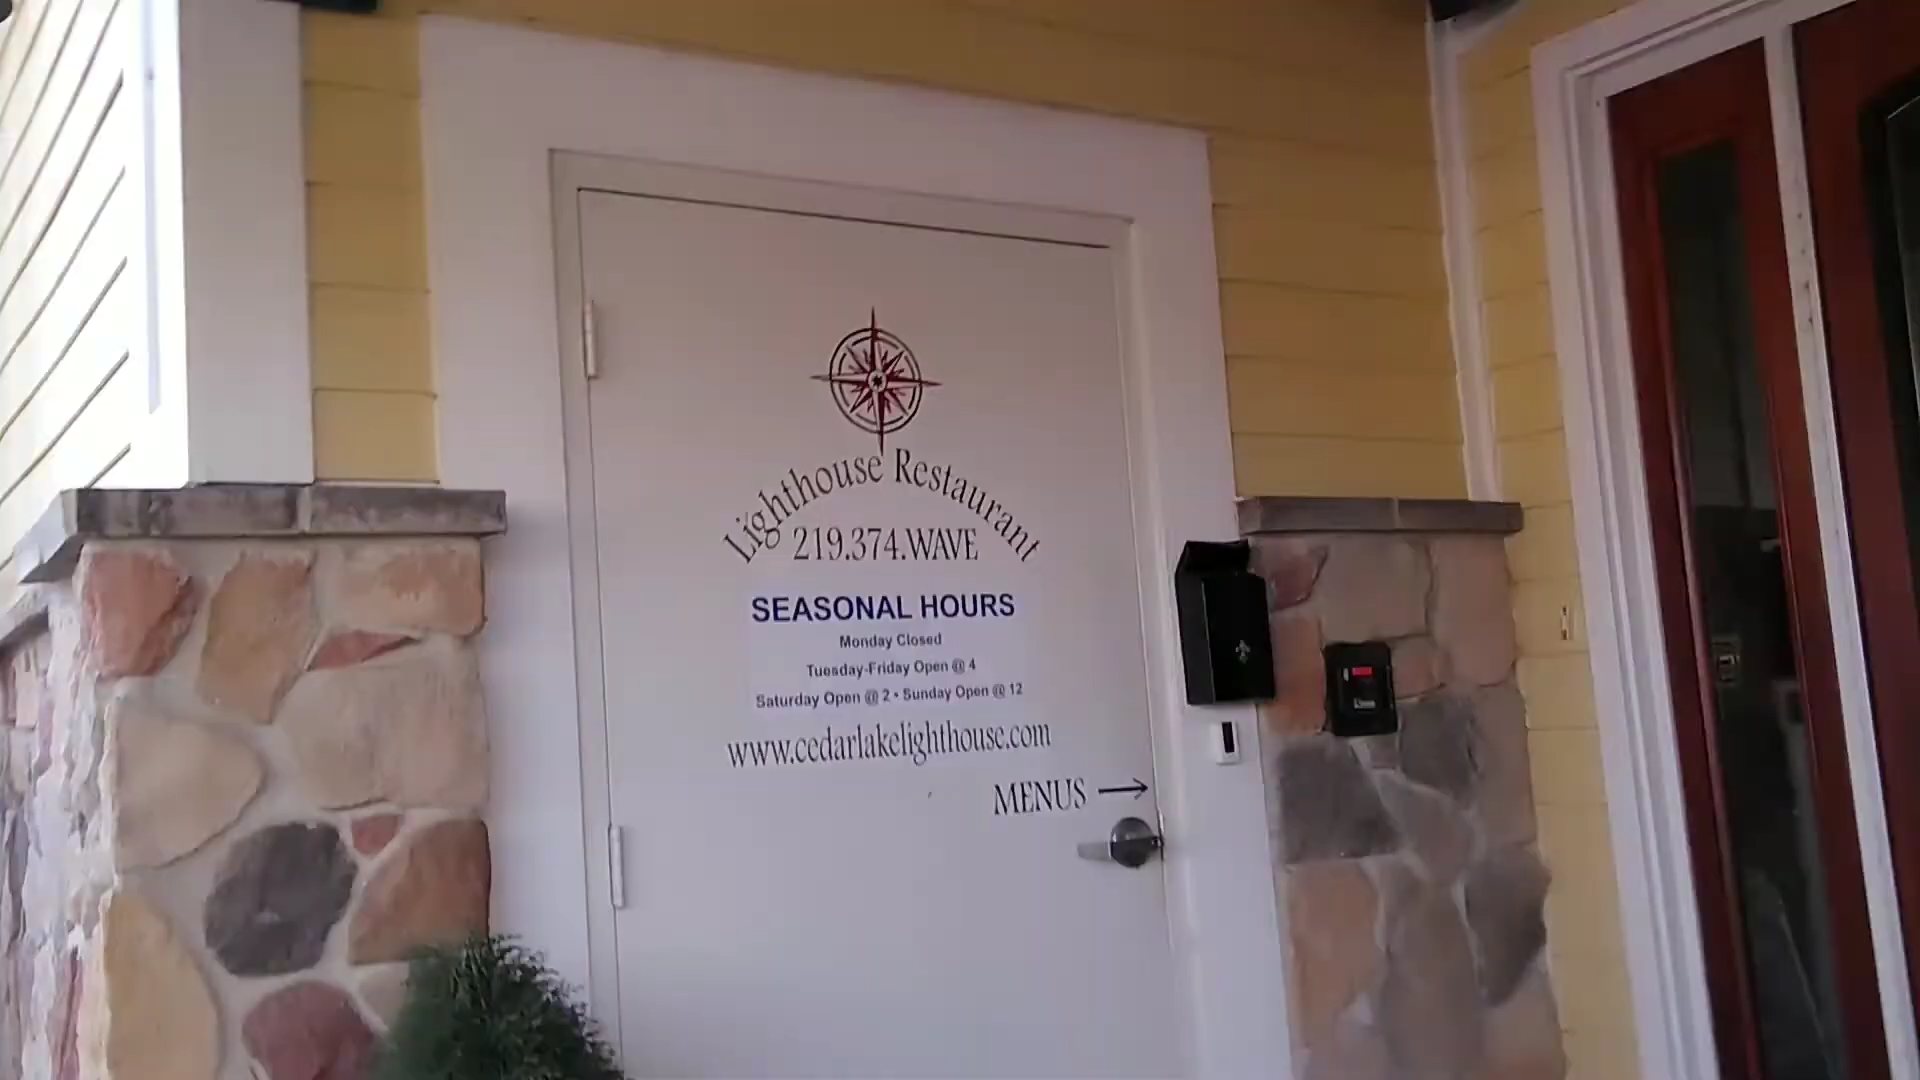 Lighthouse Restaurant
219.374.WAVE
SEASONAL HOURS
Monday Closed
Tuesday-Friday Open @ 4
Saturday Open @ 2 • Sunday Open @ 12
www.cedarlakelighthouse.com
MENUS →